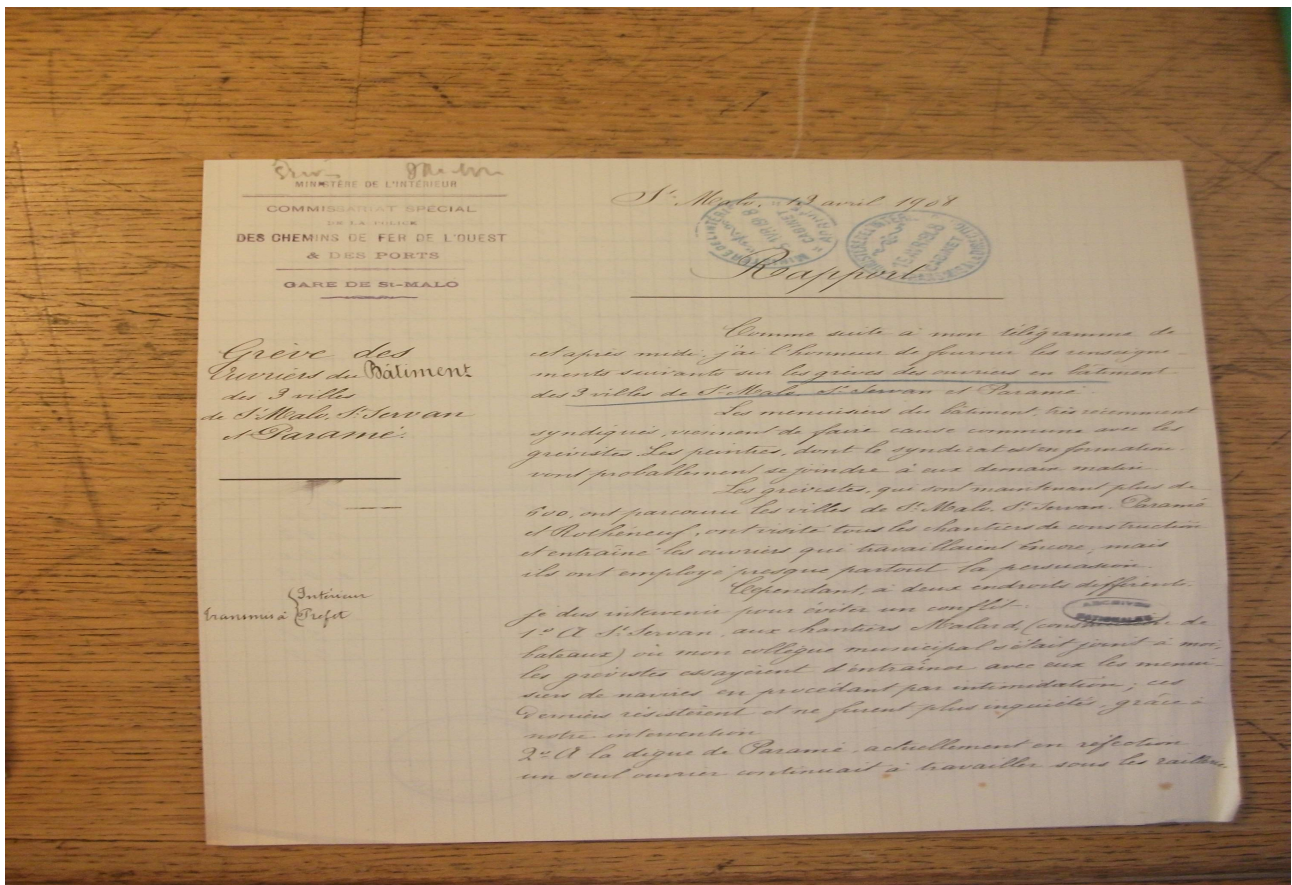 MINISTÈRE DE L'INTÉRIEUR
COMMISSARIAT SPÉCIAL
DE LA POLICE
DES CHEMINS DE FER DE L'OUEST
& DES PORTS
GARE DE St-MALO
Grève des
Ouvriers du Bâtiment
des 3 villes
de St Malo, St Servan
et Paramé.
Transmis à { Intérieur
Préfet
St Malo, 13 avril 1908
Rapport
Comme suite à mon télégramme de
cet après midi, j'ai l'honneur de fournir les renseigne-
ments suivants sur les grèves des ouvriers en bâtiment
des 3 villes de St Malo, St Servan et Paramé.
Les menuisiers du bâtiment, très récemment
syndiqués, viennent de faire cause commune avec les
grévistes. Les peintres, dont le syndicat est en formation
vont proballement se joindre à eux demain matin.
Les grévistes, qui sont maintenant plus de
600, ont parcouru les villes de St Malo, St Servan, Paramé
et Rothéneuf, ont visité tous les chantiers de construction
et entraîné les ouvriers qui travaillaient encore, mais
ils ont employé presque partout la persuasion.
Cependant, à deux endroits différents,
je dus intervenir pour éviter un conflit.
ARCHIVES
NATIONALES
1o A St Servan, aux chantiers Malard, (constructeur de
bateaux) où mon collègue municipal s'était joint à moi,
les grévistes essayèrent d'entraîner avec eux les menui-
siers de navires en procédant par intimidation; ces
derniers résistèrent et ne furent plus inquiétés, grâce à
notre intervention
2o A la digue de Paramé, actuellement en réfection
un seul ouvrier continuait à travailler sous les railleries